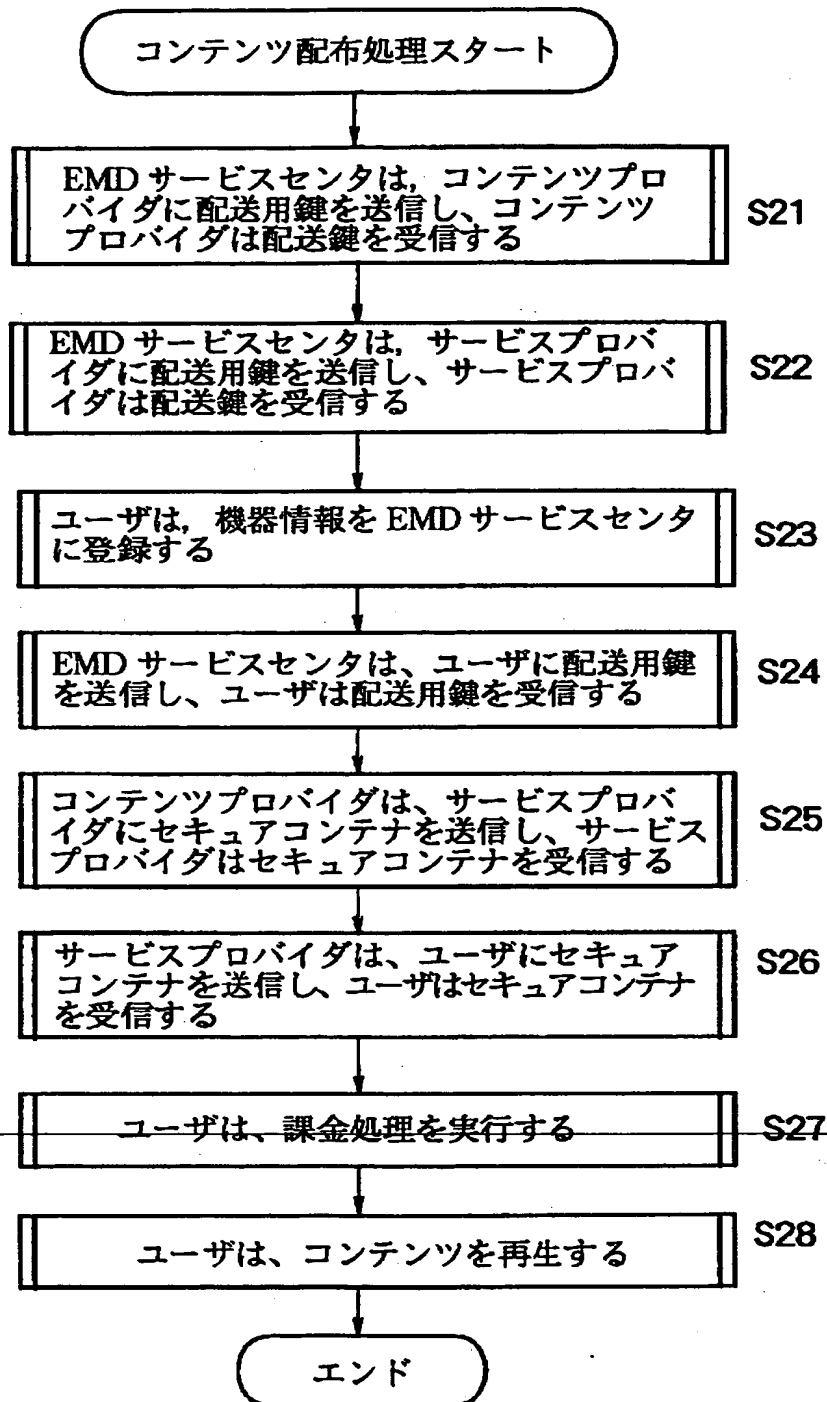 コンテンツ配布処理スタート
EMD サービスセンタは, コンテンツプロ
バイダに配送用鍵を送信し、コンテンツ
プロバイダは配送鍵を受信する
S21
EMD サービスセンタは, サービスプロバ
イダに配送用鍵を送信し、サービスプロバ
イダは配送鍵を受信する
S22
ユーザは, 機器情報を EMD サービスセンタ
に登録する
S23
EMD サービスセンタは、ユーザに配送用鍵
を送信し、ユーザは配送用鍵を受信する
S24
コンテンツプロバイダは、サービスプロバ
イダにセキュアコンテナを送信し、サービス
プロバイダはセキュアコンテナを受信する
S25
サービスプロバイダは、ユーザにセキュア
コンテナを送信し、ユーザはセキュアコンテナ
を受信する
S26
ユーザは、課金処理を実行する
S27
ユーザは、コンテンツを再生する
S28
エンド